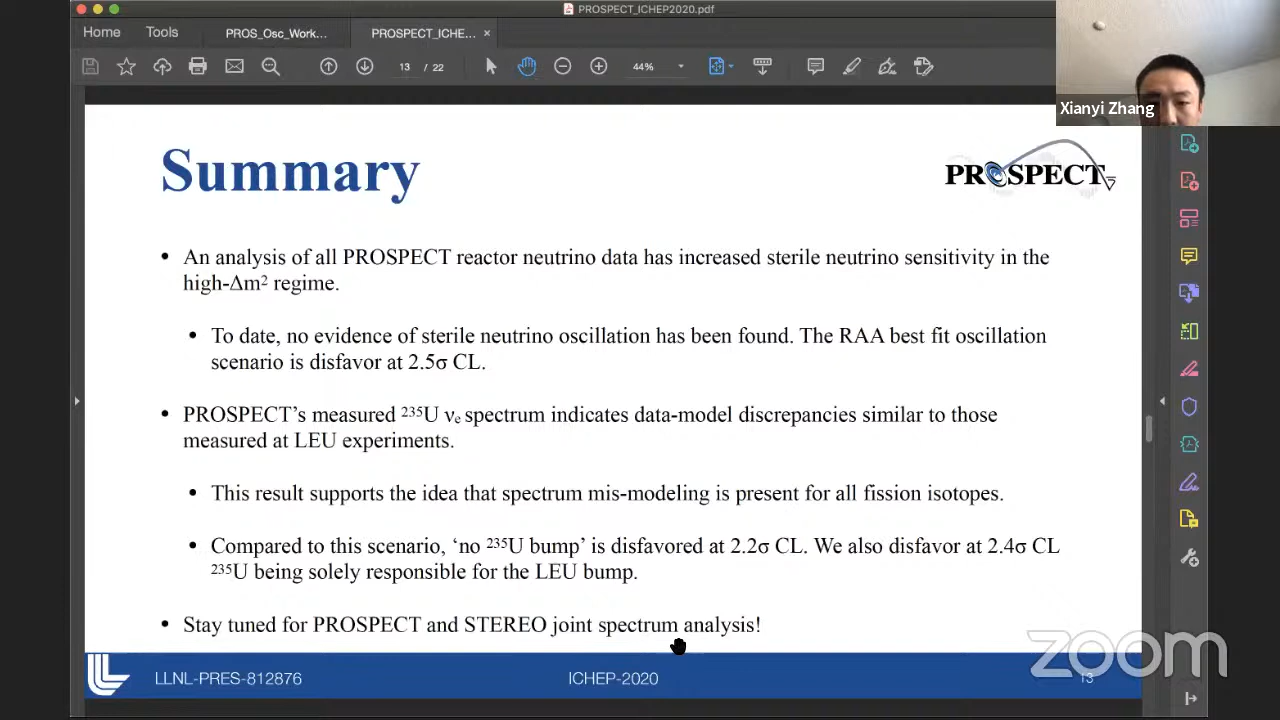 PROSPECT_ICHEP2020.pdf
Home Tools PROS_Osc_Work... PROSPECT_ICHE... ×
13 / 22 44%
Xianyi Zhang
Summary
PROSPECT
• An analysis of all PROSPECT reactor neutrino data has increased sterile neutrino sensitivity in the
high-Δm² regime.
• To date, no evidence of sterile neutrino oscillation has been found. The RAA best fit oscillation
scenario is disfavor at 2.5σ CL.
• PROSPECT’s measured ²³⁵U νₑ spectrum indicates data-model discrepancies similar to those
measured at LEU experiments.
• This result supports the idea that spectrum mis-modeling is present for all fission isotopes.
• Compared to this scenario, ‘no ²³⁵U bump’ is disfavored at 2.2σ CL. We also disfavor at 2.4σ CL
²³⁵U being solely responsible for the LEU bump.
• Stay tuned for PROSPECT and STEREO joint spectrum analysis!
LLNL-PRES-812876 ICHEP-2020 13
zoom